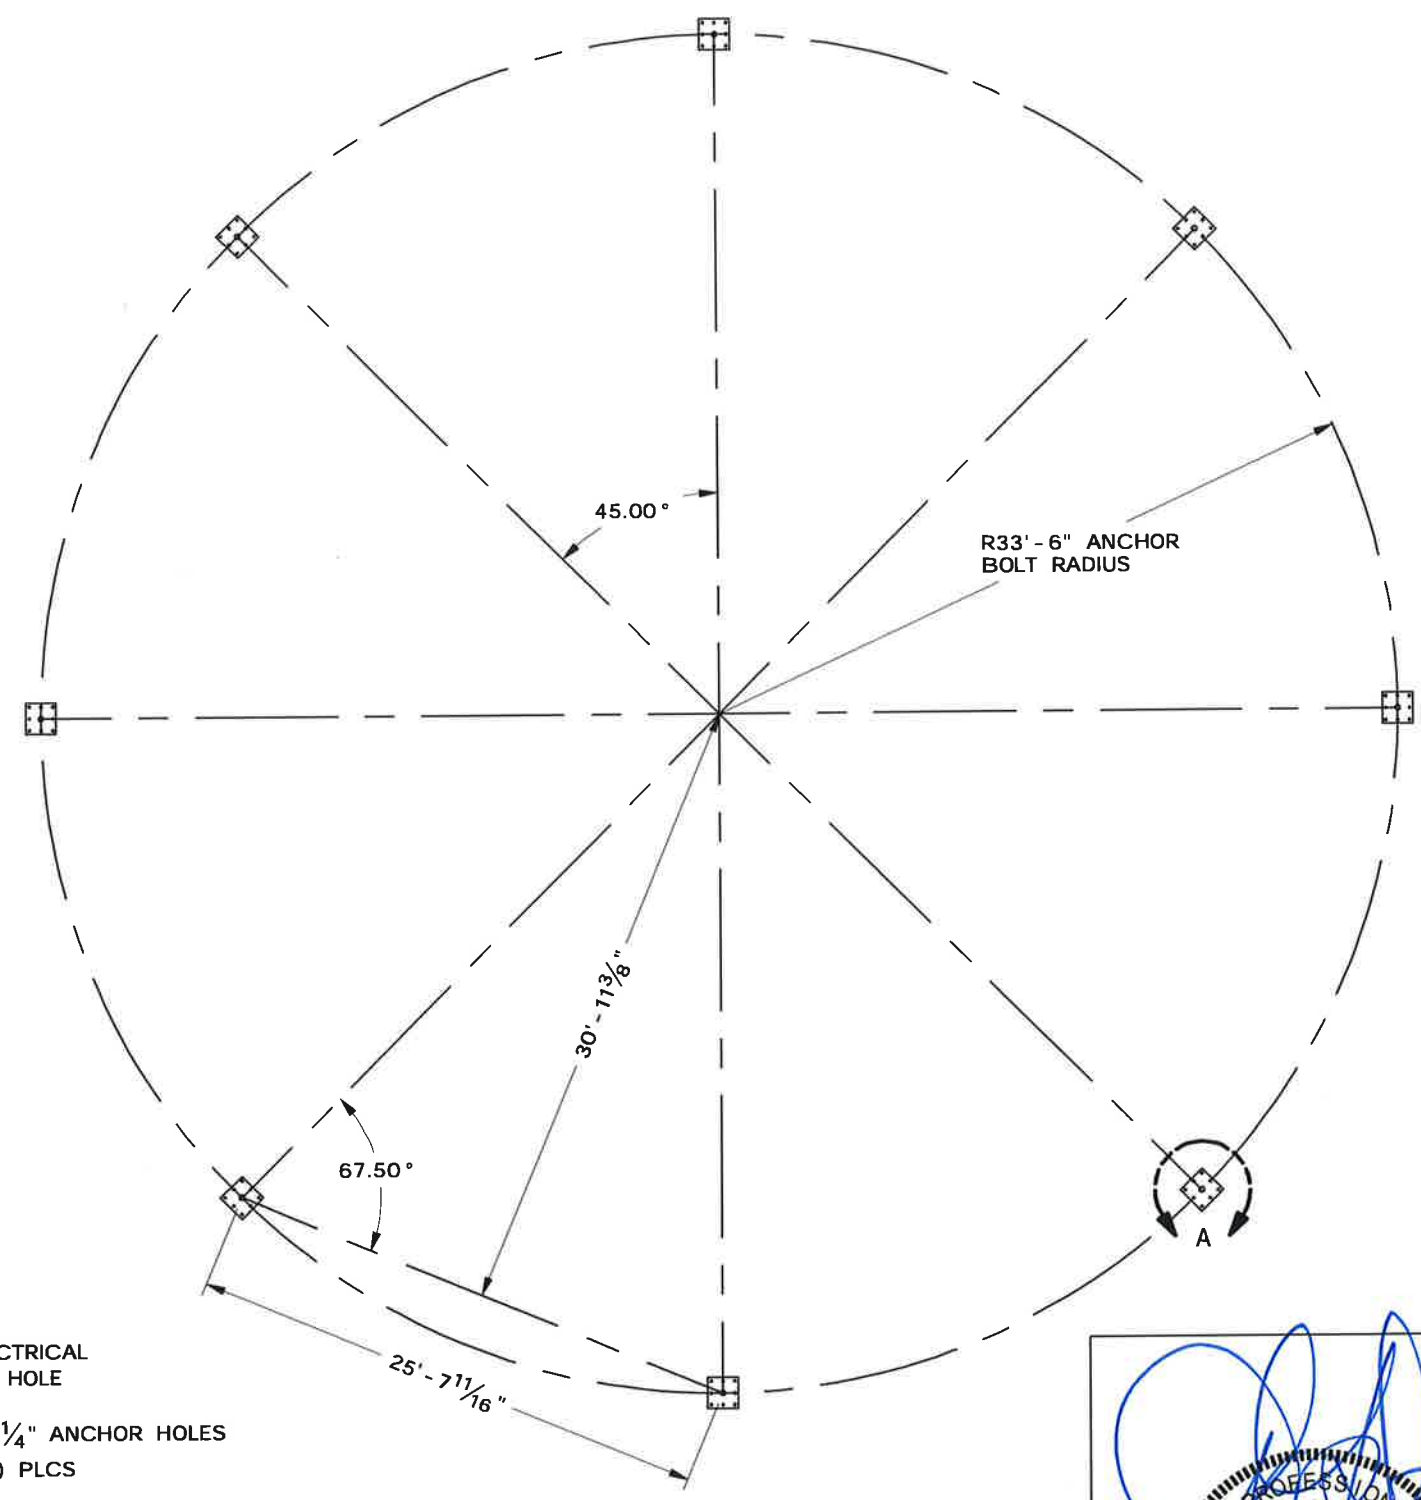 45.00°
R33'-6" ANCHOR
BOLT RADIUS
30'-11 3/8"
67.50°
A
25'-7 11/16"
CTRICAL
HOLE
1/4" ANCHOR HOLES
) PLCS
PROFESSION